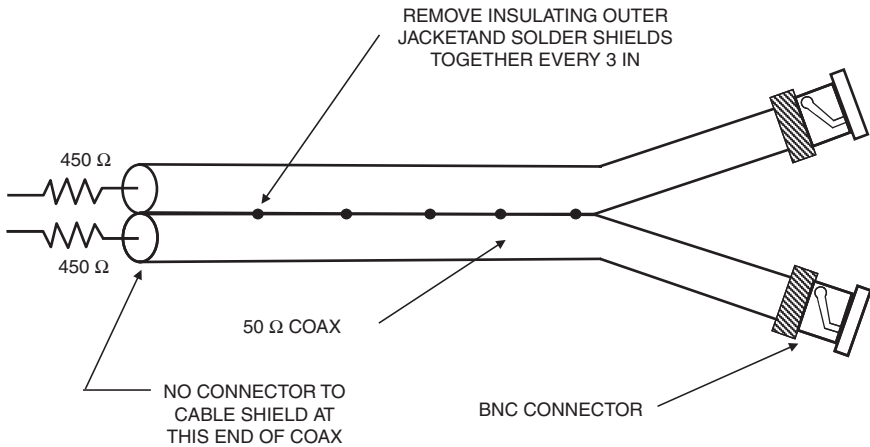 REMOVE INSULATING OUTER
JACKETAND SOLDER SHIELDS
TOGETHER EVERY 3 IN
450 Ω
450 Ω
50 Ω COAX
NO CONNECTOR TO
CABLE SHIELD AT
THIS END OF COAX
BNC CONNECTOR